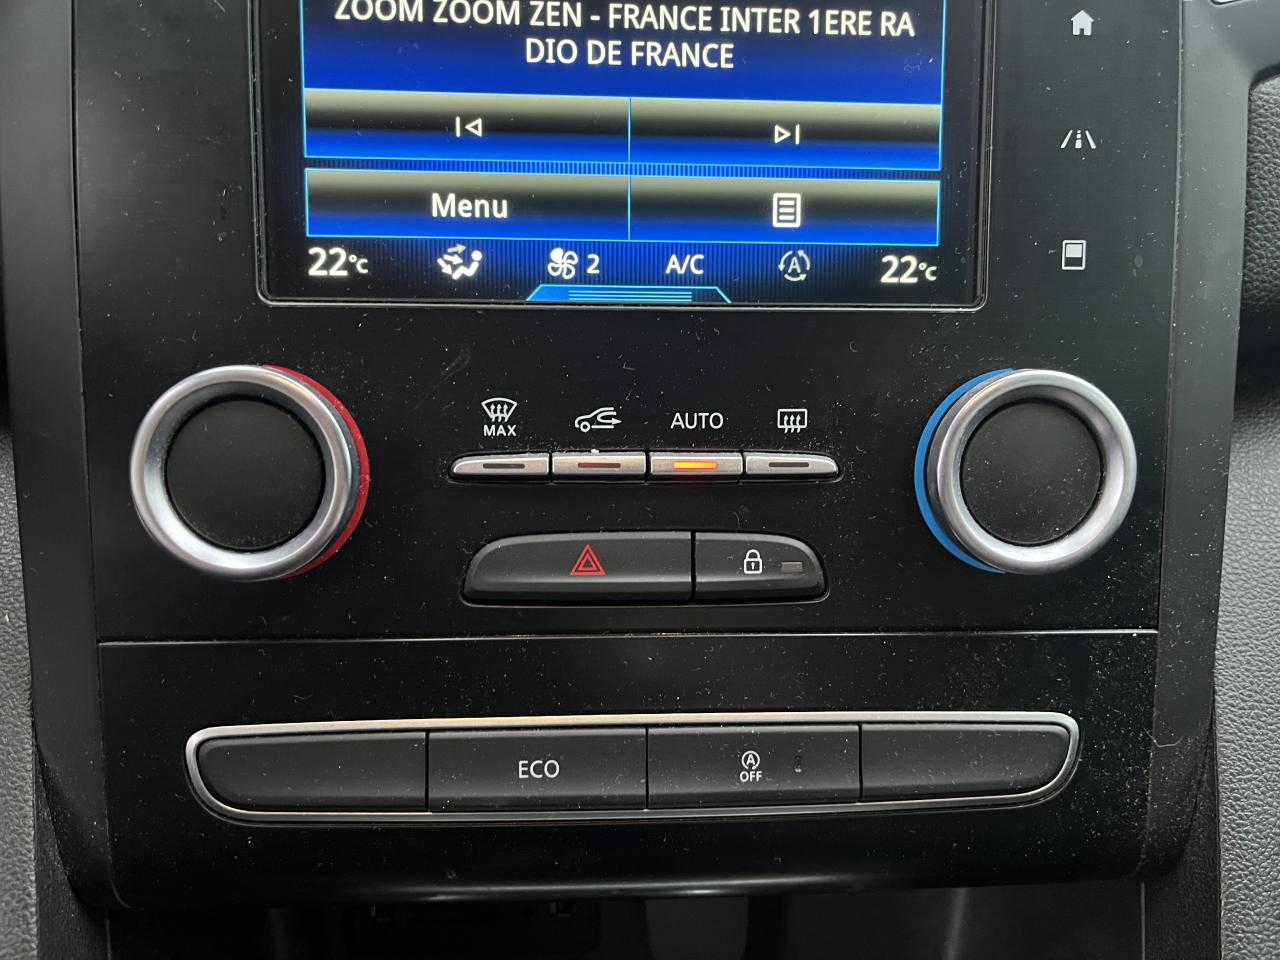 ZOOM ZOOM ZEN - FRANCE INTER 1ERE RA
DIO DE FRANCE
Menu
22°C 2 A/C A 22°C
MAX AUTO
ECO A
OFF